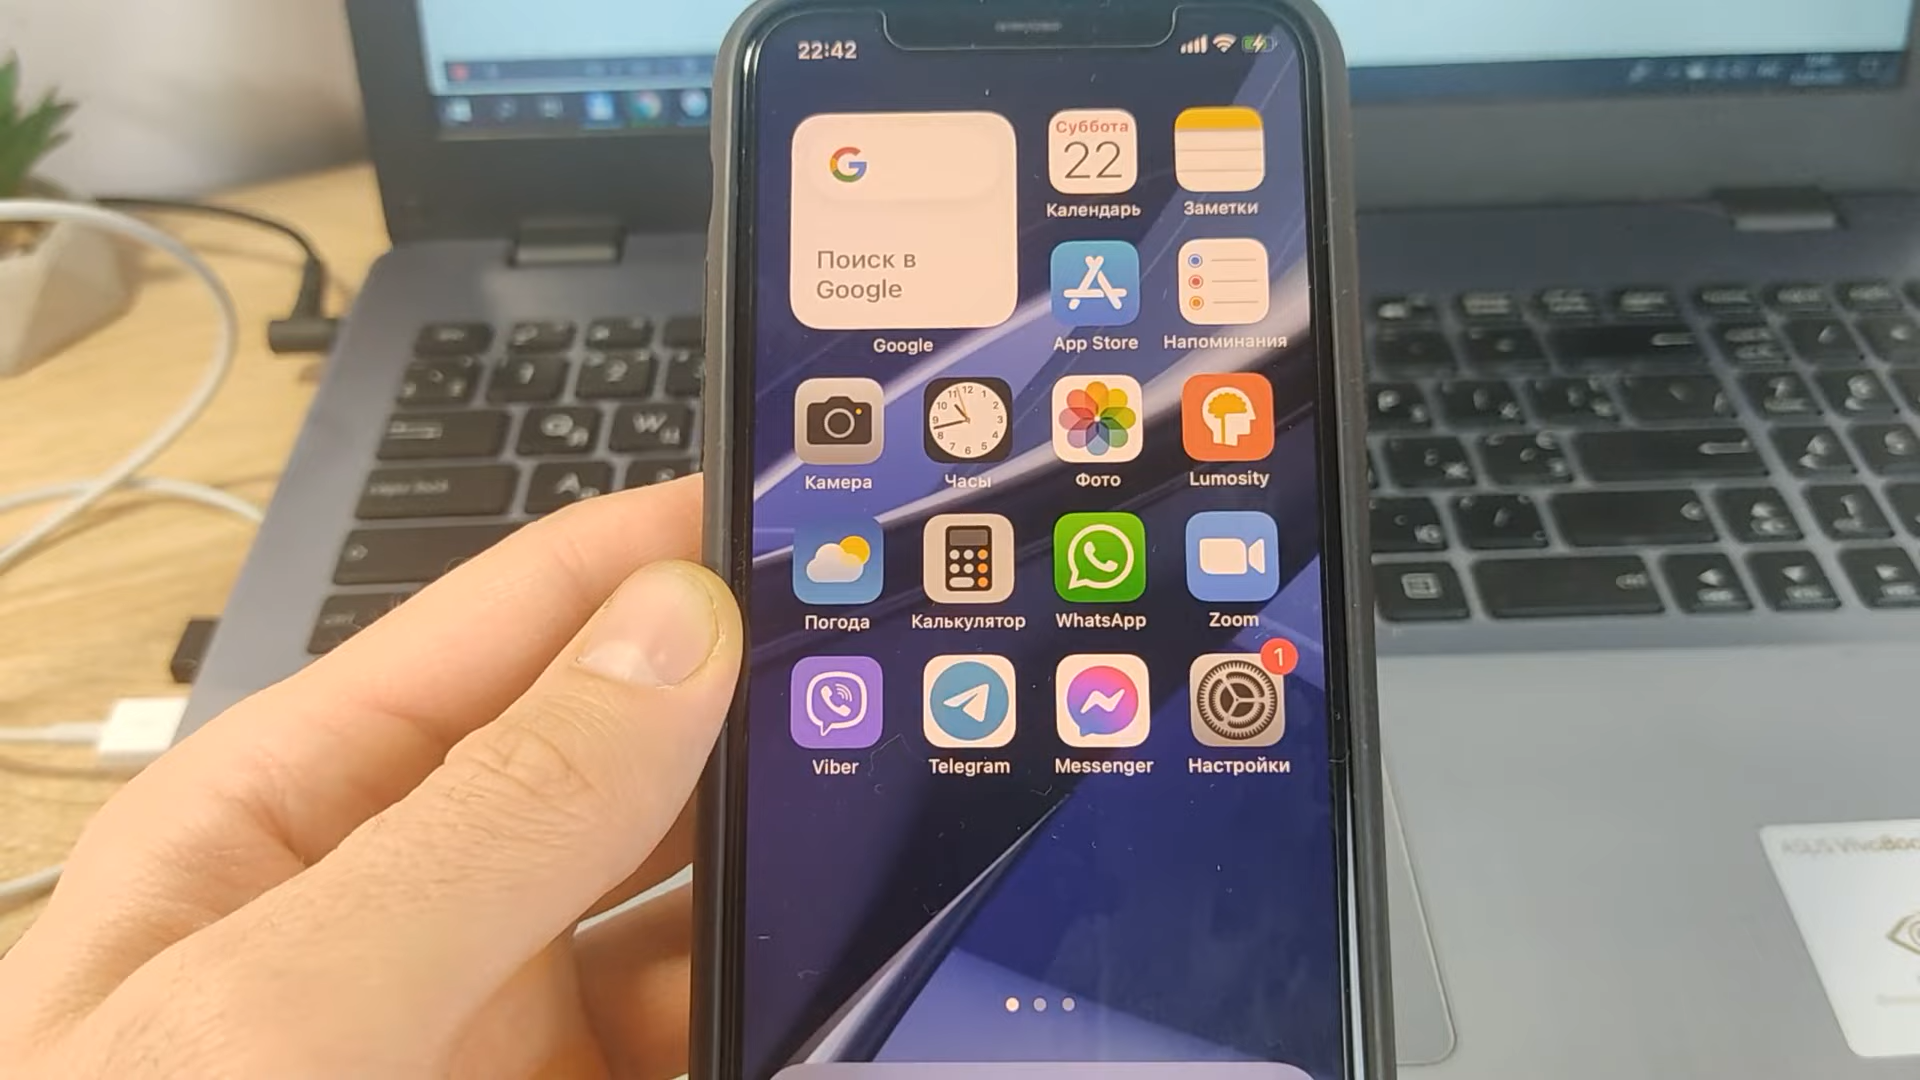 22:42
Суббота
22
Календарь
Заметки
Поиск в
Google
Google
App Store
Напоминания
Камера
Часы
Фото
Lumosity
Погода
Калькулятор
WhatsApp
Zoom
1
Viber
Telegram
Messenger
Настройки